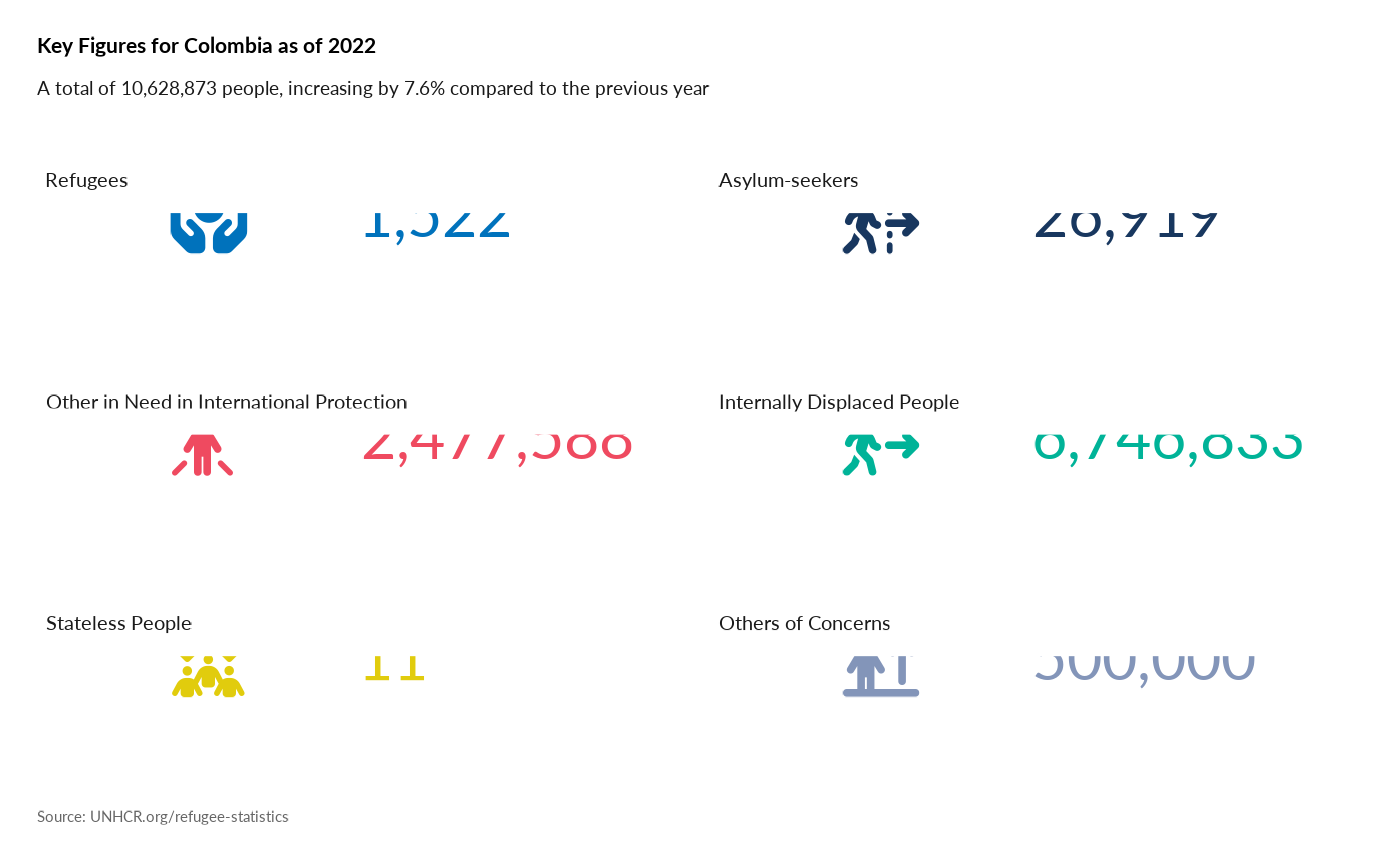 Key Figures for Colombia as of 2022
A total of 10,628,873 people, increasing by 7.6% compared to the previous year
Refugees
Asylum-seekers
Other in Need in International Protection
Internally Displaced People
Stateless People
Others of Concerns
11
Source: UNHCR.org/refugee-statistics